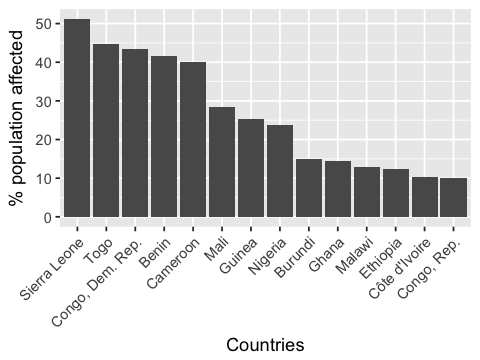 % population affected
50
40
30
20
10
0
Sierra Leone
Togo
Congo, Dem. Rep.
Benin
Cameroon
Mali
Guinea
Nigeria
Burundi
Ghana
Malawi
Ethiopia
Côte d'Ivoire
Congo, Rep.
Countries